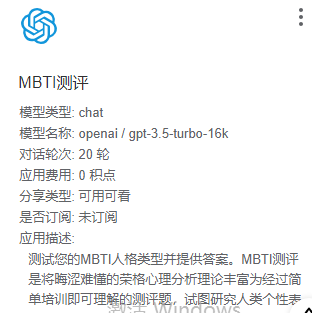 MBTI测评
模型类型: chat
模型名称: openai / gpt-3.5-turbo-16k
对话轮次: 20 轮
应用费用: 0 积点
分享类型: 可用可看
是否订阅: 未订阅
应用描述:
测试您的MBTI人格类型并提供答案。MBTI测评
是将晦涩难懂的荣格心理分析理论丰富为经过简
单培训即可理解的测评题，试图研究人类个性表
激活 Windows